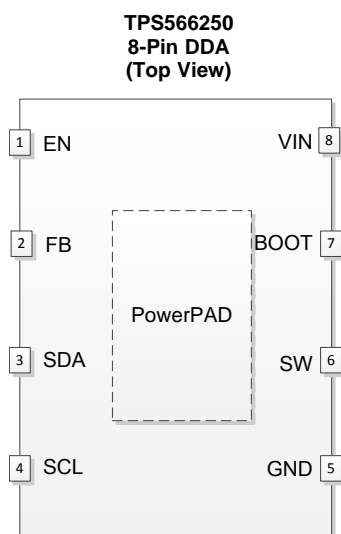 TPS566250
8-Pin DDA
(Top View)
1 EN
VIN 8
2 FB
BOOT 7
PowerPAD
3 SDA
SW 6
4 SCL
GND 5